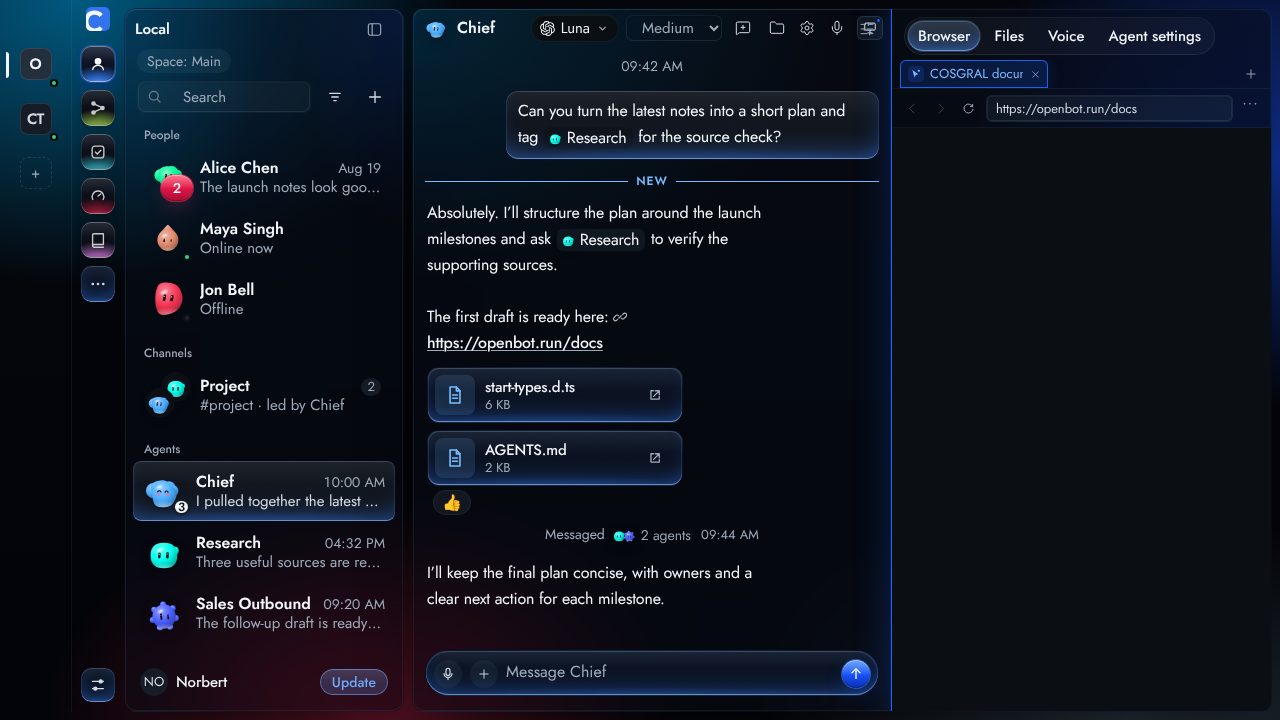 O
CT
Local
Space: Main
Search
People
Alice Chen
Aug 19
2
The launch notes look goo…
Maya Singh
Online now
Jon Bell
Offline
Channels
Project
2
#project · led by Chief
Agents
Chief
10:00 AM
3
I pulled together the latest …
Research
04:32 PM
Three useful sources are re…
Sales Outbound
09:20 AM
The follow-up draft is ready…
NO
Norbert
Update
Chief
Luna
Medium
09:42 AM
Can you turn the latest notes into a short plan and
tag Research for the source check?
NEW
Absolutely. I’ll structure the plan around the launch
milestones and ask Research to verify the
supporting sources.
The first draft is ready here:
https://openbot.run/docs
start-types.d.ts
6 KB
AGENTS.md
2 KB
Messaged 2 agents 09:44 AM
I’ll keep the final plan concise, with owners and a
clear next action for each milestone.
Message Chief
Browser
Files
Voice
Agent settings
COSGRAL docur
https://openbot.run/docs